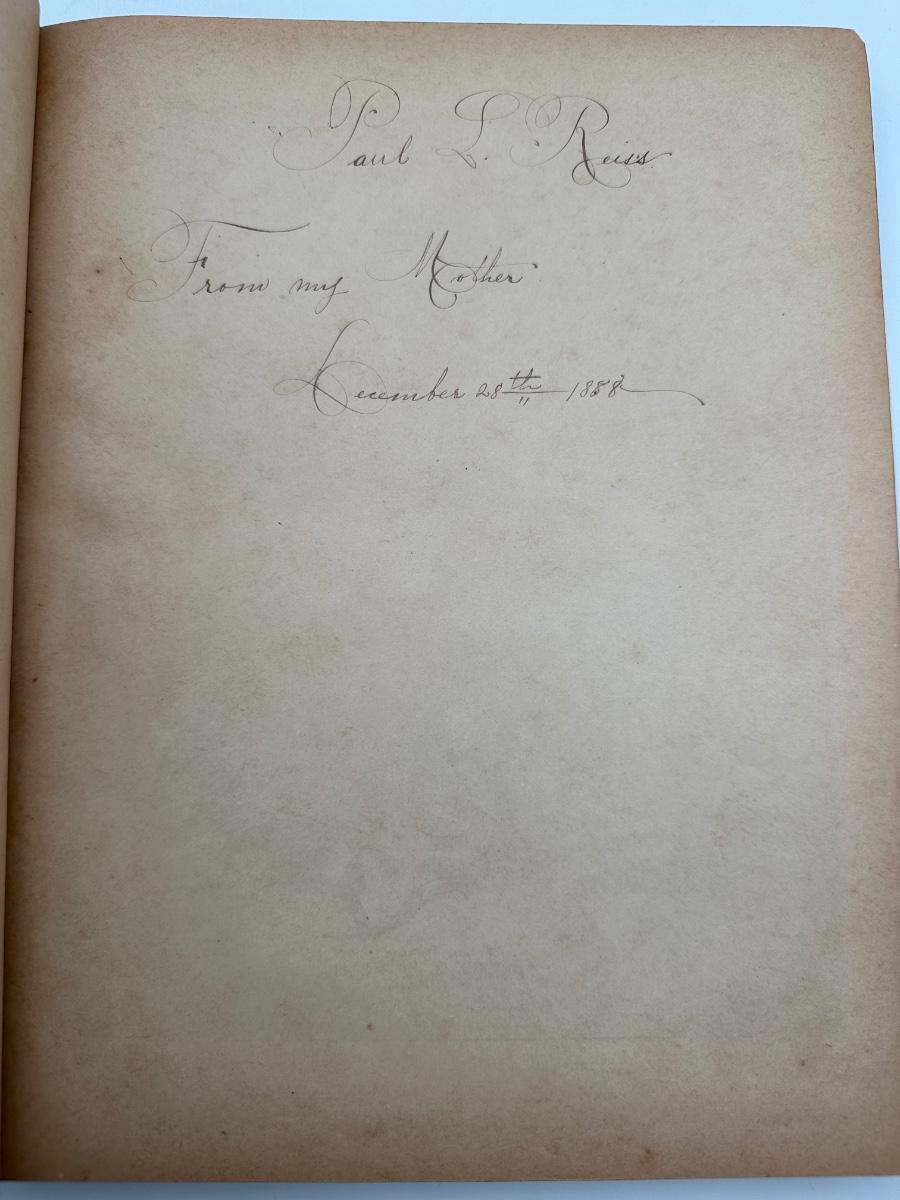 Paul L. Reiss.
From my Mother
December 28th 1888